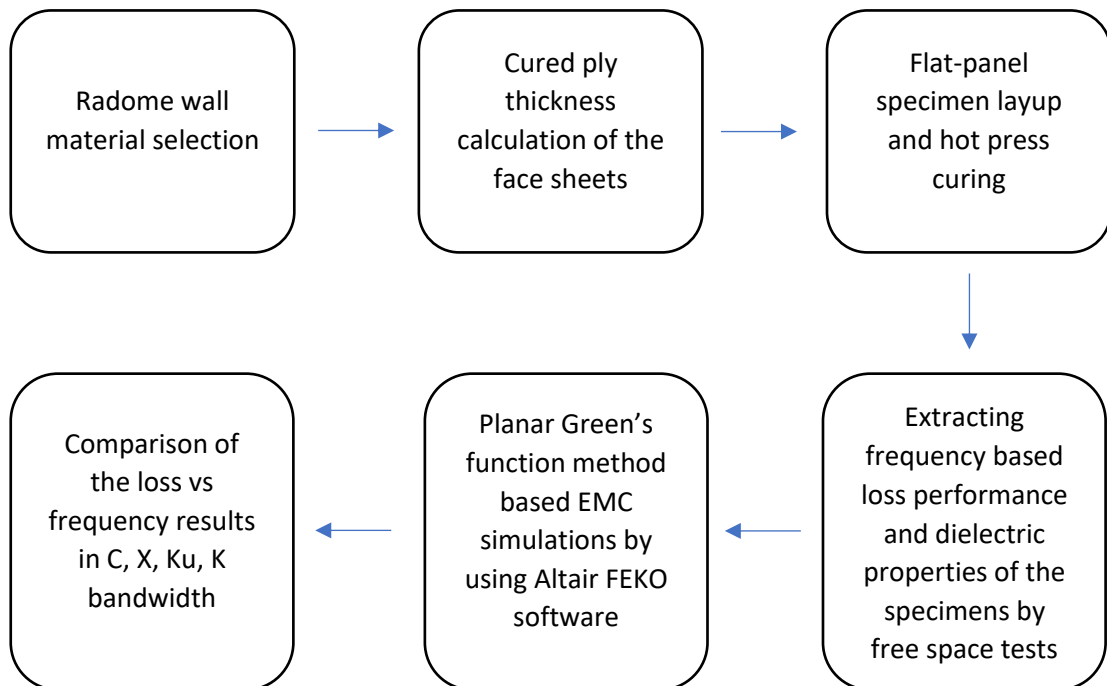 Radome wall
material selection
Cured ply
thickness
calculation of the
face sheets
Flat-panel
specimen layup
and hot press
curing
Extracting
frequency based
loss performance
and dielectric
properties of the
specimens by
free space tests
Planar Green’s
function method
based EMC
simulations by
using Altair FEKO
software
Comparison of
the loss vs
frequency results
in C, X, Ku, K
bandwidth